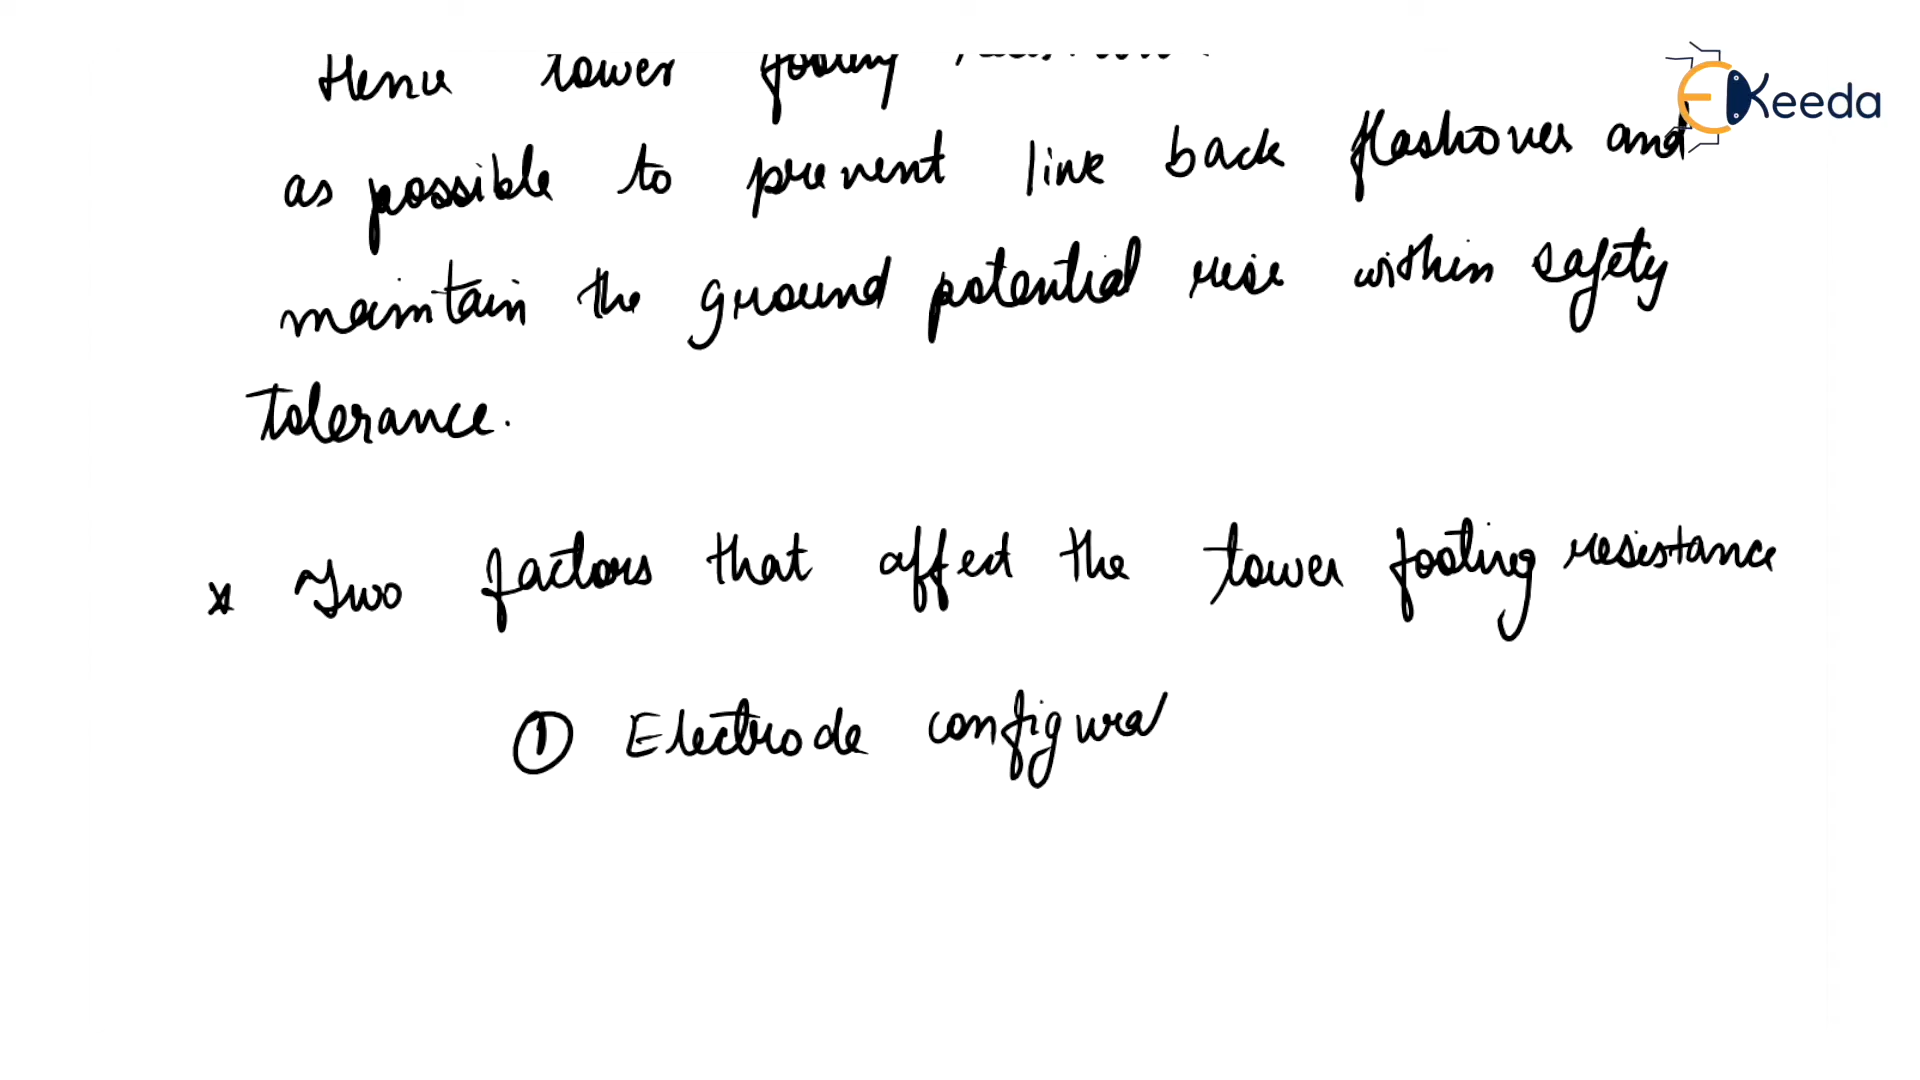 Hence tower footing
EKeeda
as possible to prevent line back flashover and
maintain the ground potential rise within safety
tolerance.
* Two factors that affect the tower footing resistance
① Electrode configura